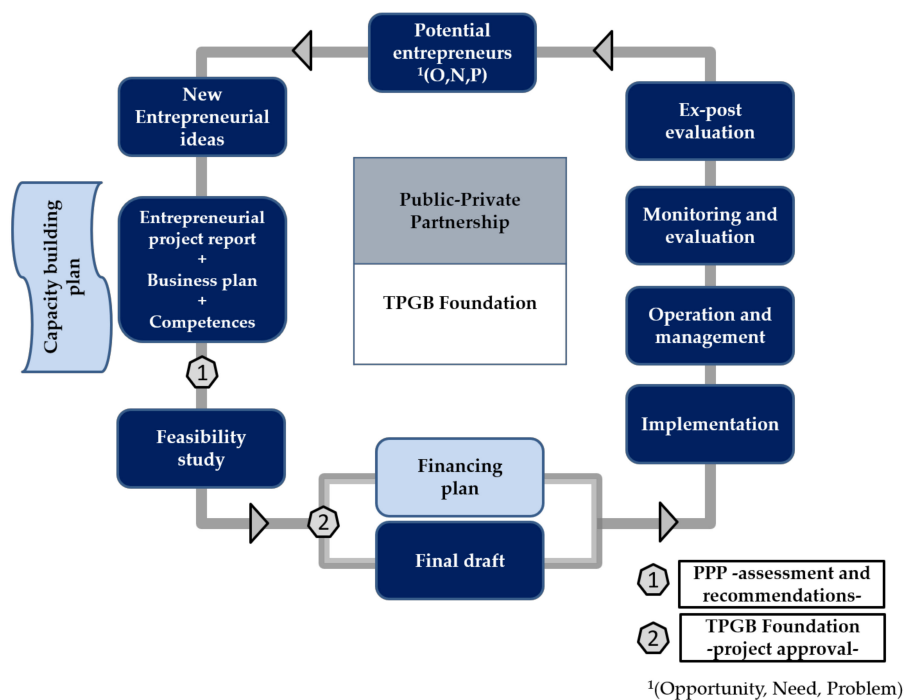 Potential
entrepreneurs
¹(O,N,P)
New
Entrepreneurial
ideas
Capacity building
plan
Entrepreneurial
project report
+
Business plan
+
Competences
1
Feasibility
study
2
Financing
plan
Final draft
Implementation
Operation and
management
Monitoring and
evaluation
Ex-post
evaluation
Public-Private
Partnership
TPGB Foundation
1
PPP -assessment and
recommendations-
2
TPGB Foundation
-project approval-
¹(Opportunity, Need, Problem)